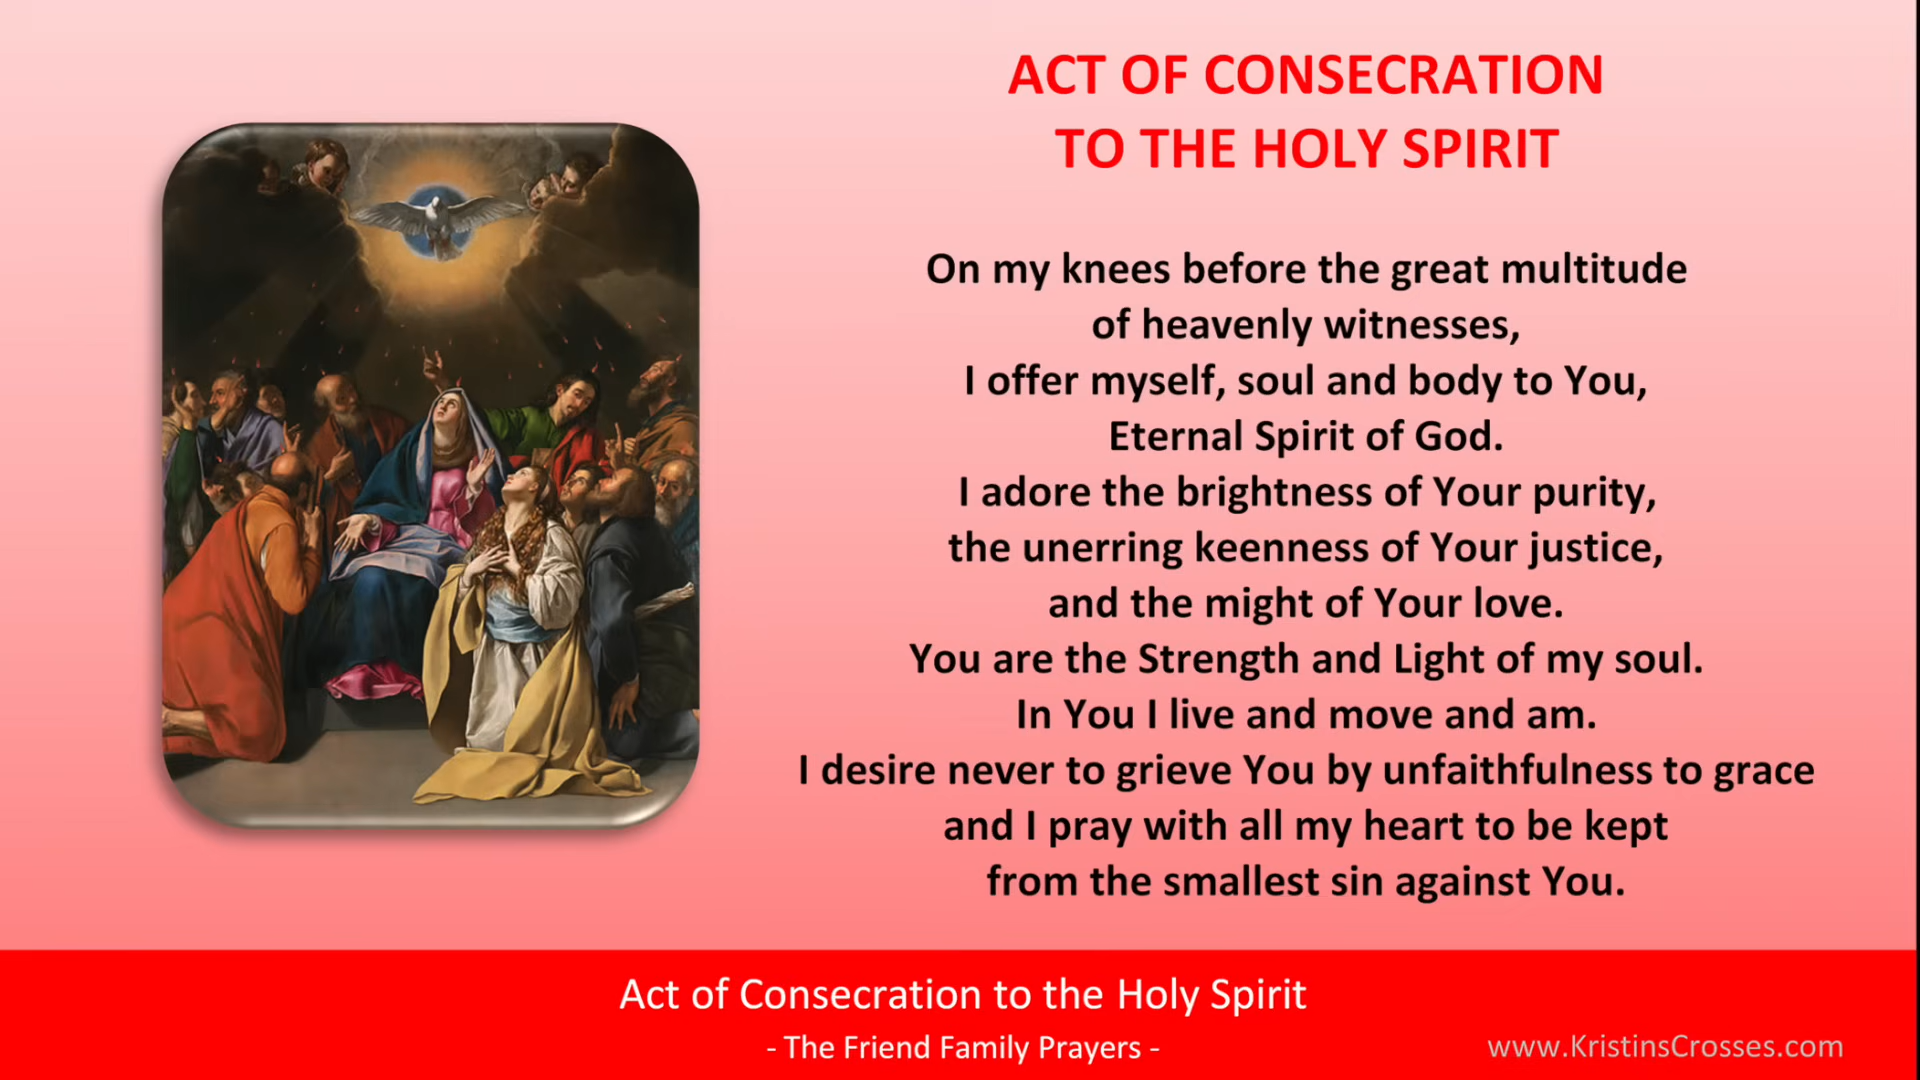 ACT OF CONSECRATION
TO THE HOLY SPIRIT
On my knees before the great multitude
of heavenly witnesses,
I offer myself, soul and body to You,
Eternal Spirit of God.
I adore the brightness of Your purity,
the unerring keenness of Your justice,
and the might of Your love.
You are the Strength and Light of my soul.
In You I live and move and am.
I desire never to grieve You by unfaithfulness to grace
and I pray with all my heart to be kept
from the smallest sin against You.
Act of Consecration to the Holy Spirit
- The Friend Family Prayers -
www.KristinsCrosses.com